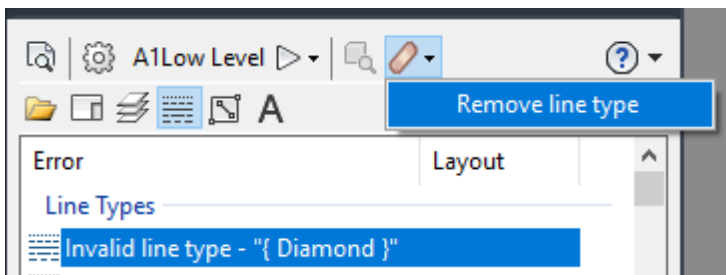 A1Low Level
?
A
Remove line type
Error Layout
Line Types
Invalid line type - "{ Diamond }"